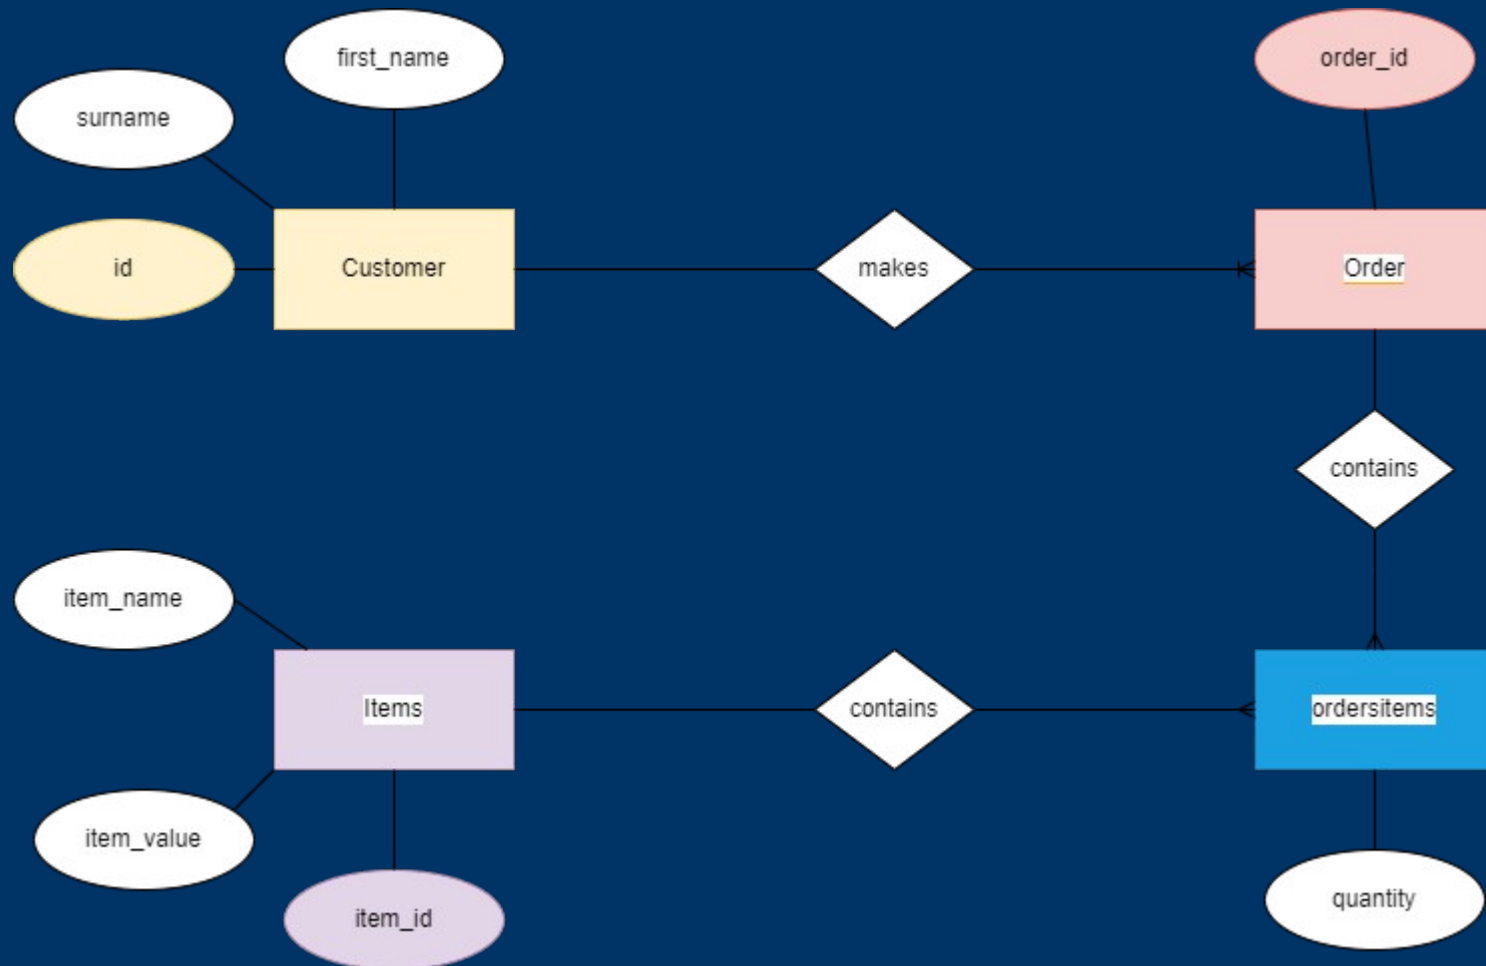 first_name
order_id
surname
id
Customer
makes
Order
contains
item_name
Items
contains
ordersitems
item_value
item_id
quantity